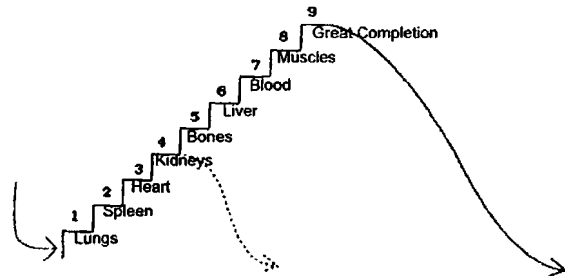 9
Great Completion
8
Muscles
7
Blood
6
Liver
5
Bones
4
Kidneys
3
Heart
2
Spleen
1
Lungs